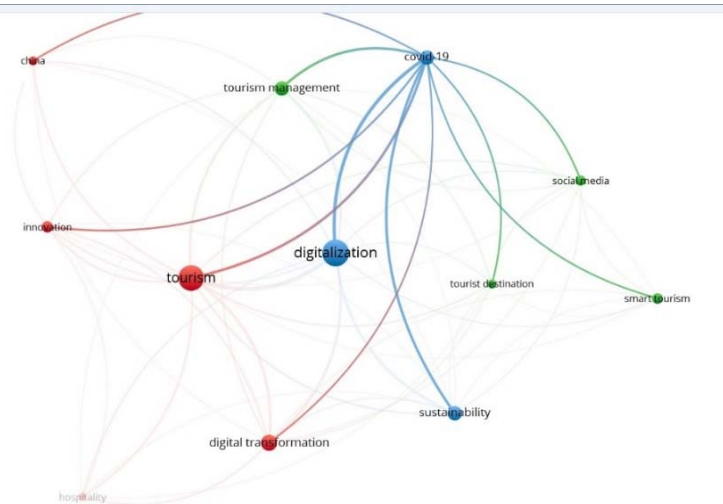 covid-19
china
tourism management
social media
innovation
digitalization
tourism
tourist destination
smart tourism
sustainability
digital transformation
hospitality